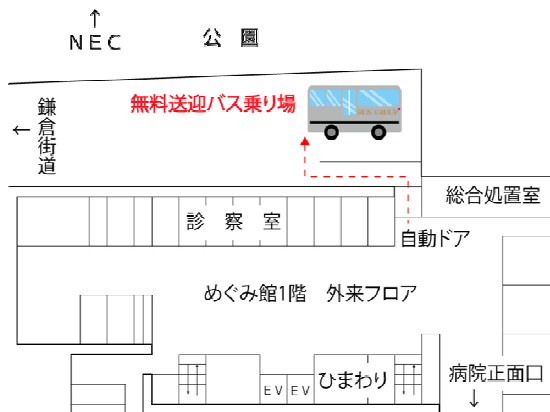 ↑
NEC
公園
無料送迎バス乗り場
← 鎌倉街道
総合処置室
診察室
自動ドア
めぐみ館1階 外来フロア
EV EV
ひまわり
病院正面口
↓